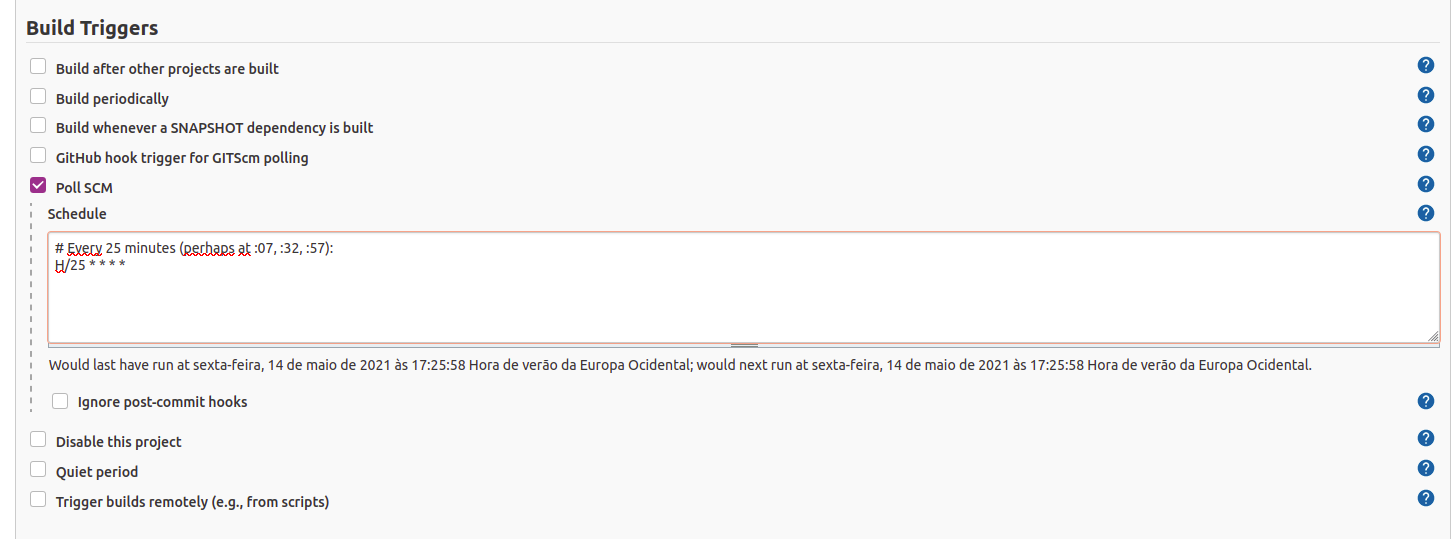 Build Triggers
Build after other projects are built
Build periodically
Build whenever a SNAPSHOT dependency is built
GitHub hook trigger for GITScm polling
Poll SCM
Schedule
# Every 25 minutes (perhaps at :07, :32, :57):
H/25 * * * *
Would last have run at sexta-feira, 14 de maio de 2021 às 17:25:58 Hora de verão da Europa Ocidental; would next run at sexta-feira, 14 de maio de 2021 às 17:25:58 Hora de verão da Europa Ocidental.
Ignore post-commit hooks
Disable this project
Quiet period
Trigger builds remotely (e.g., from scripts)